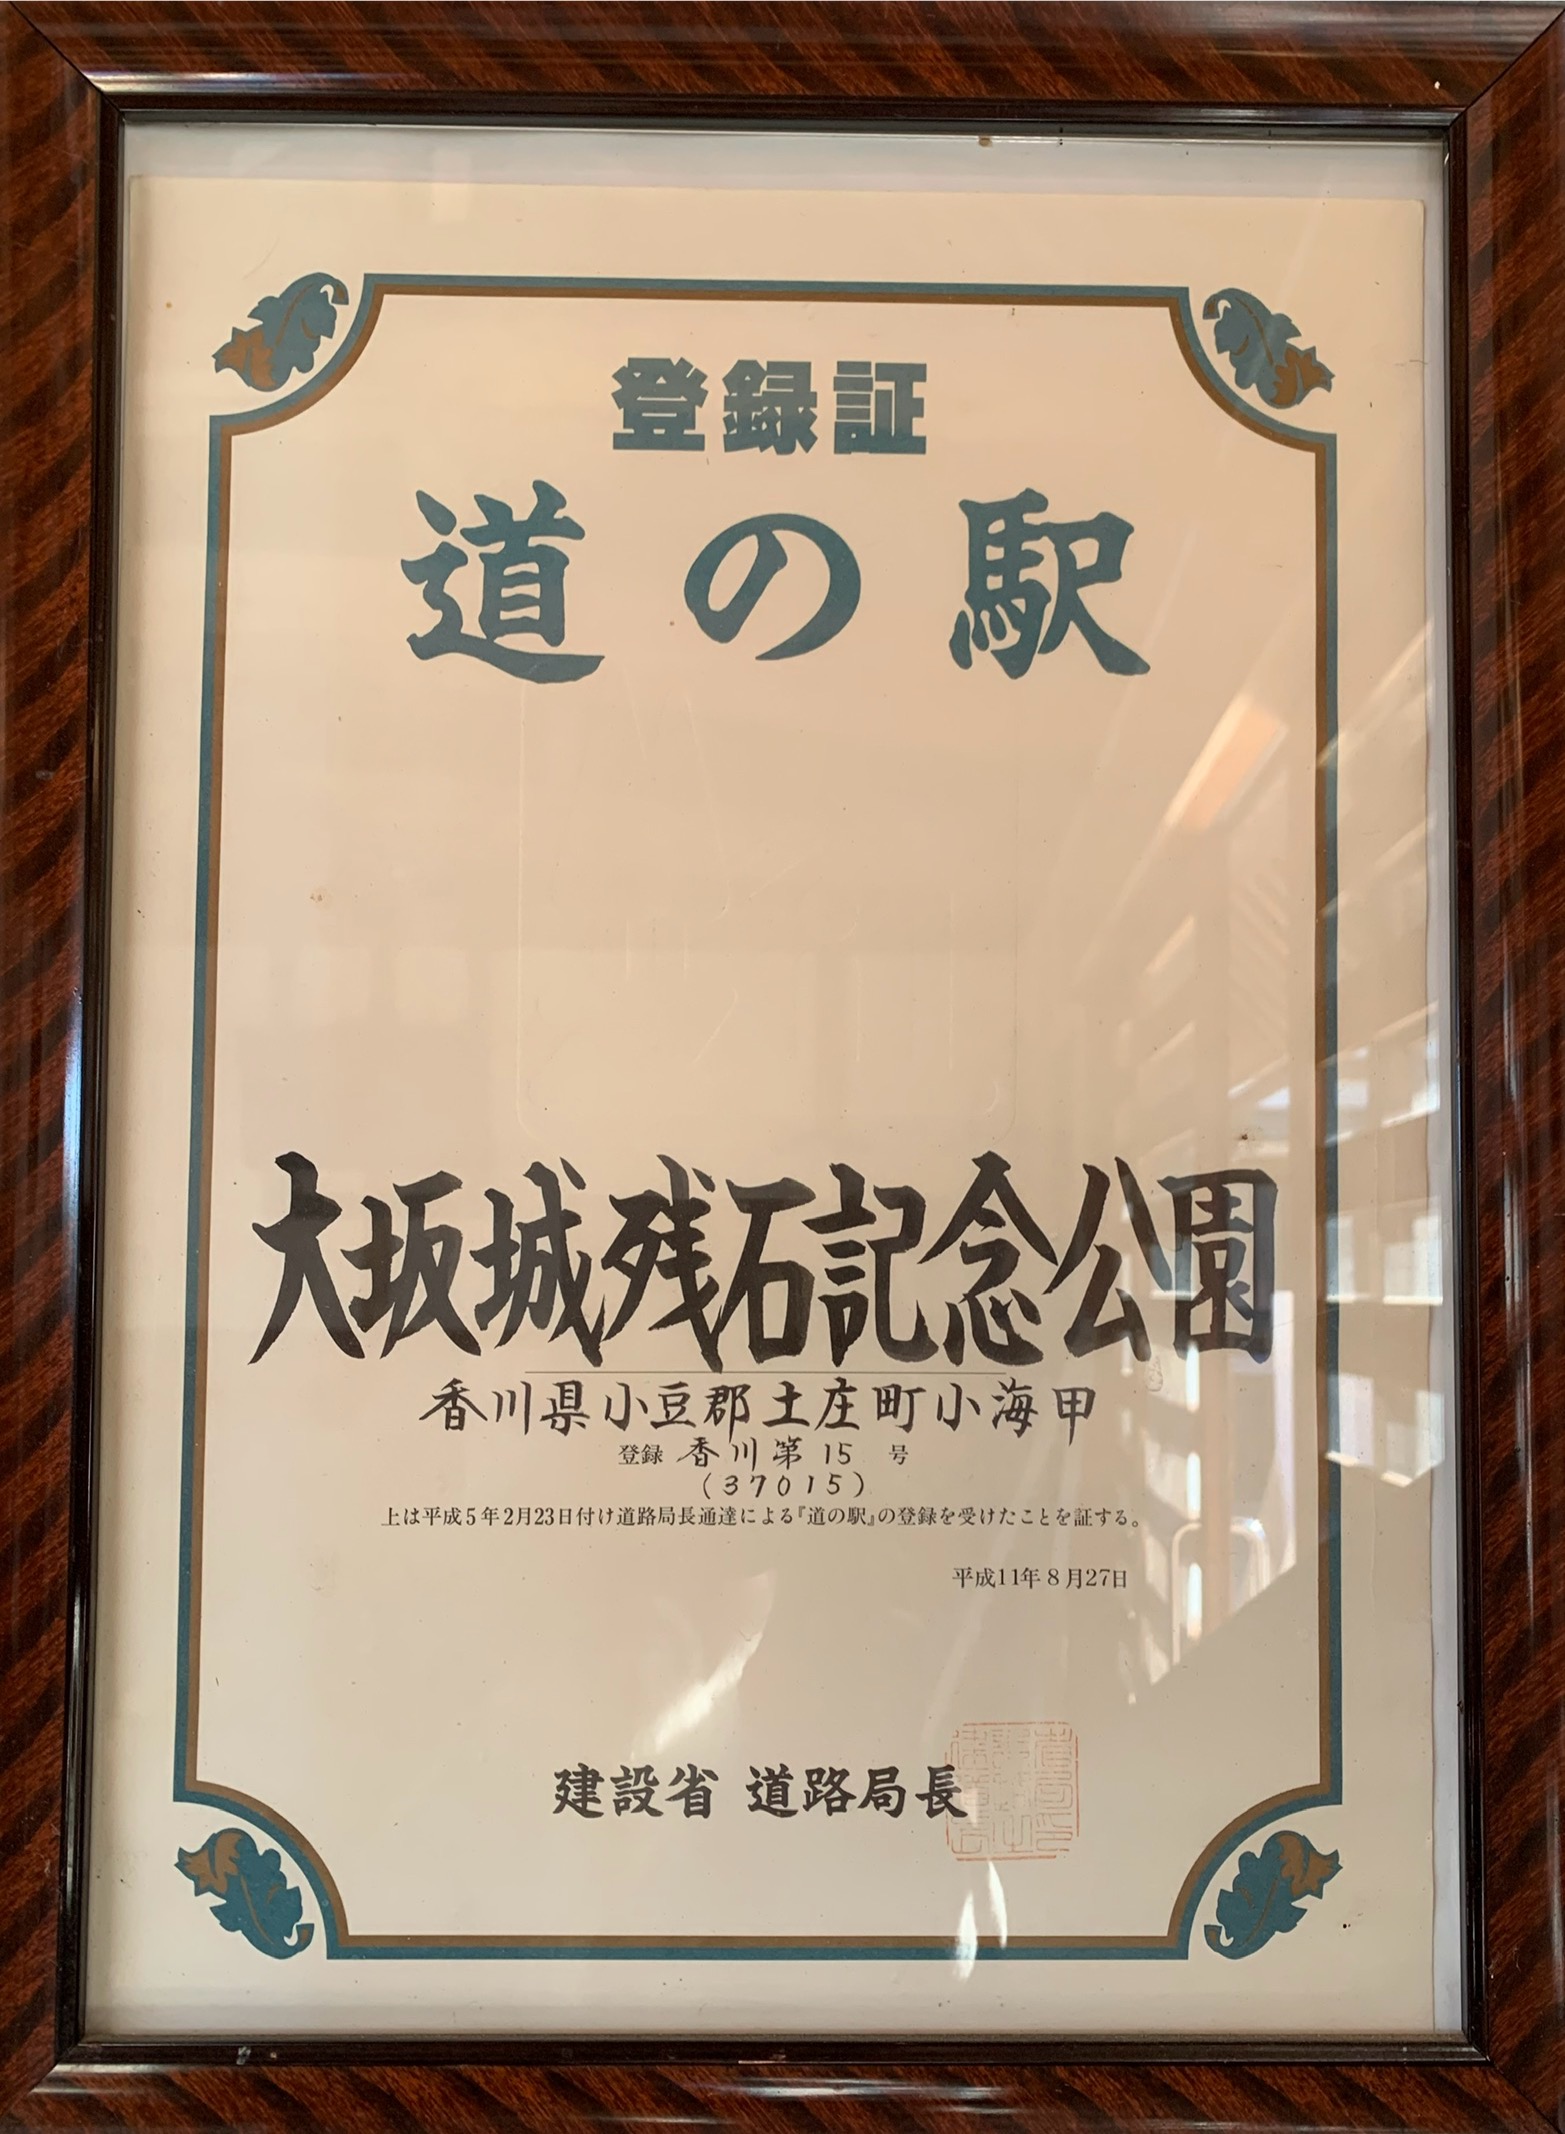 登録証
道の駅
大坂城残石記念公園
香川県小豆郡土庄町小海甲
登録 香川第 15 号
(37015)
上は平成5年2月23日付け道路局長通達による『道の駅』の登録を受けたことを証する。
平成11年8月27日
建設省 道路局長